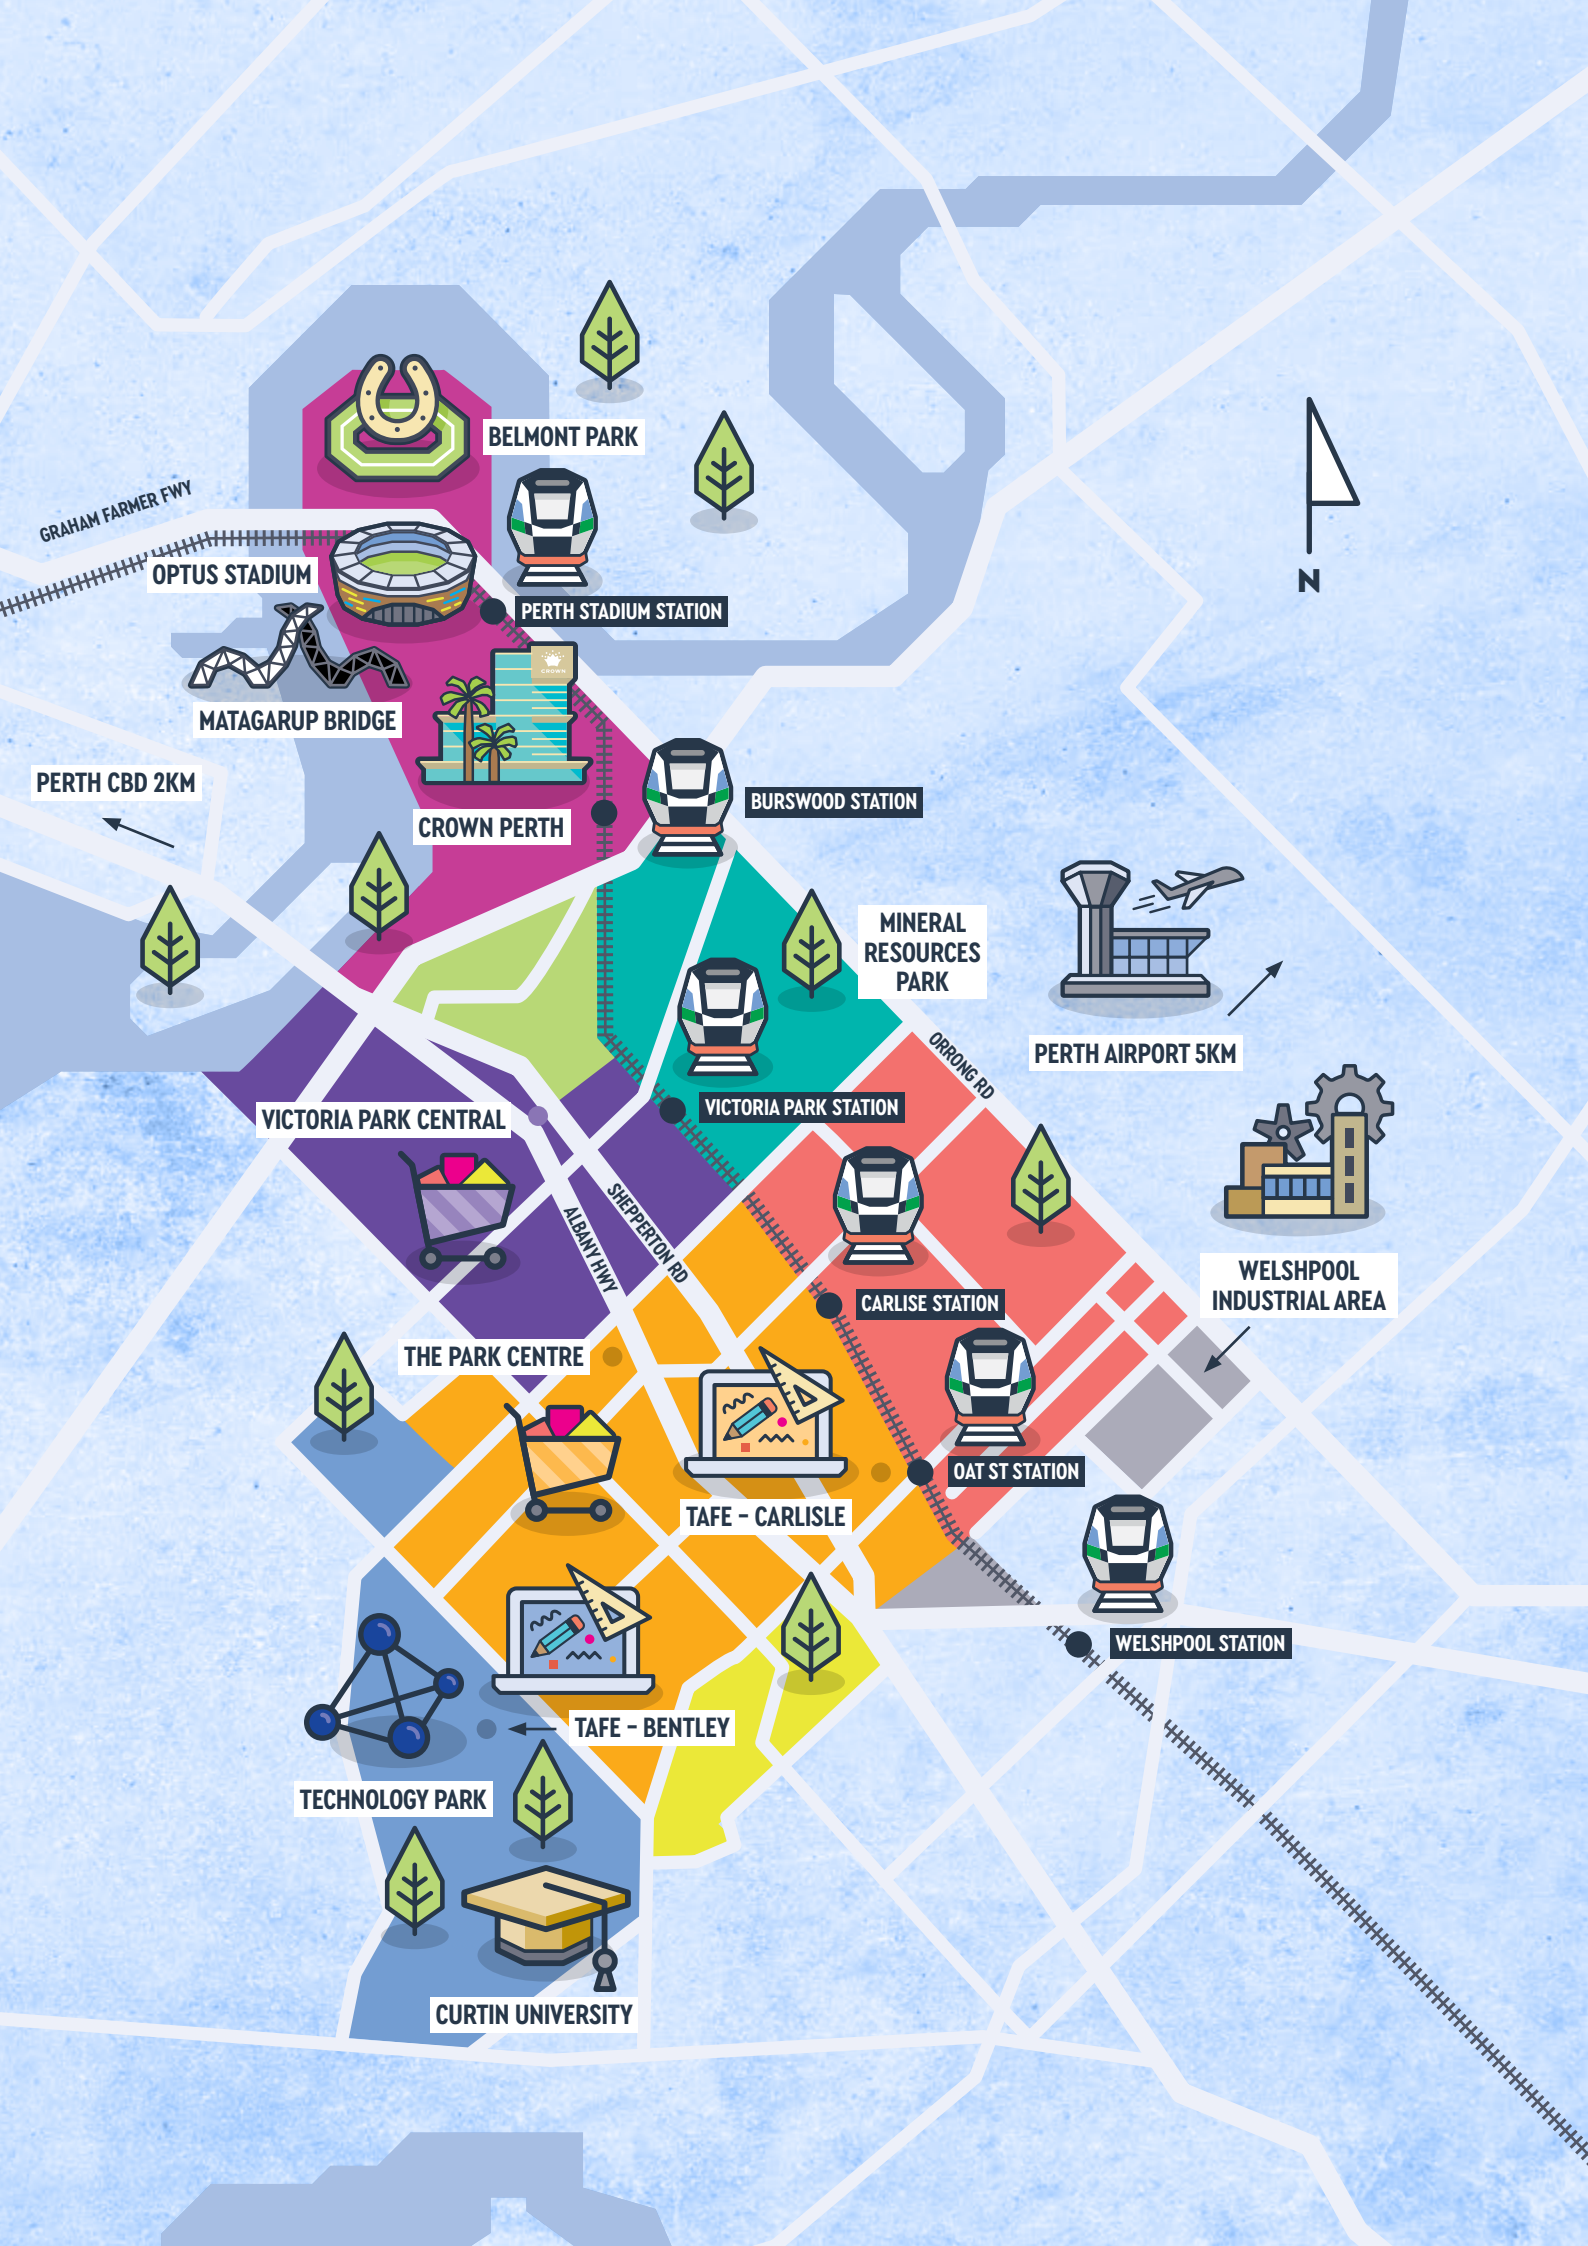 BELMONT PARK
GRAHAM FARMER FWY
OPTUS STADIUM
PERTH STADIUM STATION
CROWN
MATAGARUP BRIDGE
PERTH CBD 2KM
BURSWOOD STATION
CROWN PERTH
N
MINERAL
RESOURCES
PARK
ORRONG RD
PERTH AIRPORT 5KM
VICTORIA PARK CENTRAL
VICTORIA PARK STATION
SHEPPERTON RD
ALBANY HWY
WELSHPOOL
INDUSTRIAL AREA
CARLISE STATION
THE PARK CENTRE
OAT ST STATION
TAFE – CARLISLE
WELSHPOOL STATION
TAFE – BENTLEY
TECHNOLOGY PARK
CURTIN UNIVERSITY